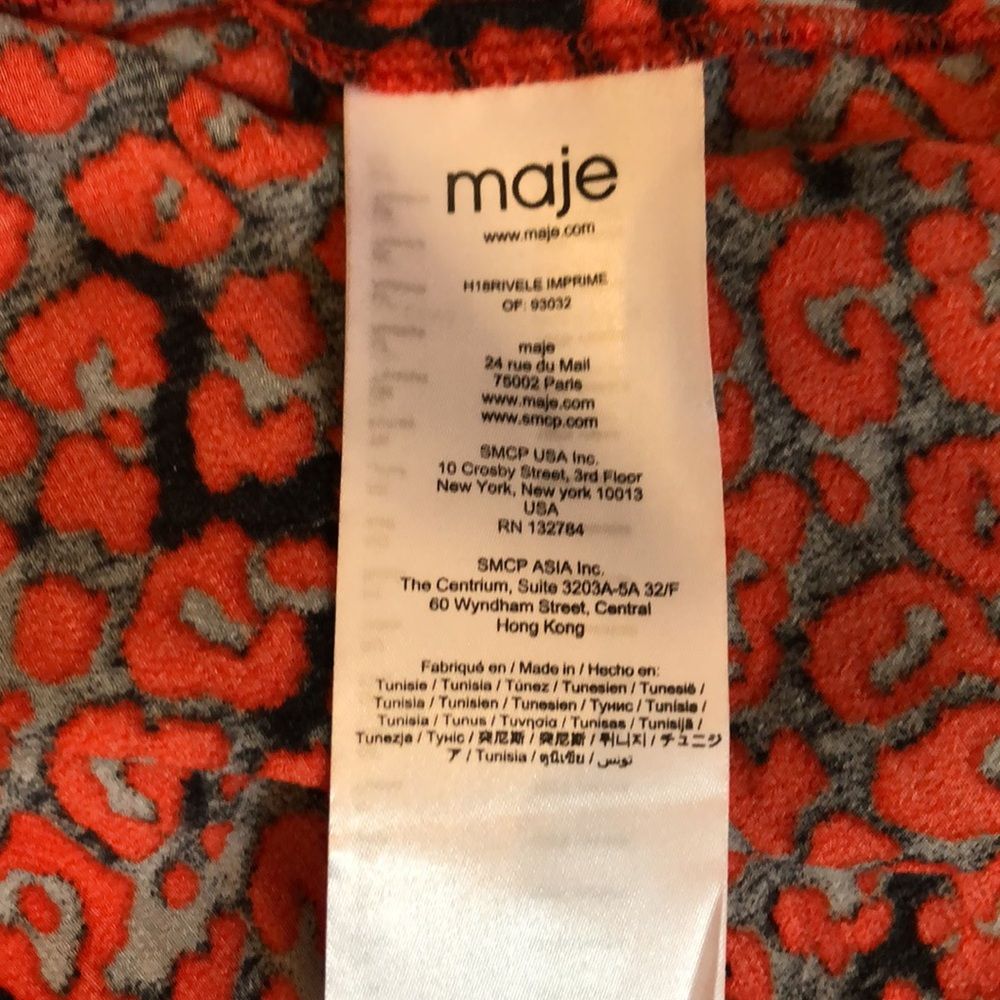 maje
www.maje.com
H18RIVELE IMPRIME
OF: 93032
maje
24 rue du Mail
75002 Paris
www.maje.com
www.smcp.com
SMCP USA Inc.
10 Crosby Street, 3rd Floor
New York, New york 10013
USA
RN 132784
SMCP ASIA Inc.
The Centrium, Suite 3203A-5A 32/F
60 Wyndham Street, Central
Hong Kong
Fabriqué en / Made in / Hecho en:
Tunisie / Tunisia / Túnez / Tunesien / Tunesië /
Tunísia / Tunisien / Tunesien / Тунис / Tunisie /
Tunisia / Tunus / Τυνησία / Tunisas / Tunisijā /
Tunezja / Туніс / 突尼斯 / 突尼斯 / 튀니지 / チュニジ
ア / Tunisia / ตูนิเซีย / تونس